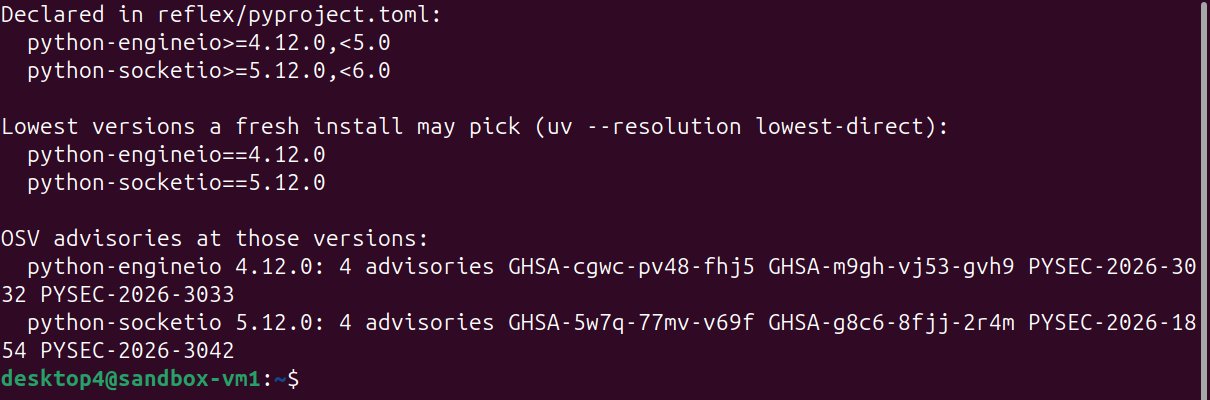 Declared in reflex/pyproject.toml:
  python-engineio>=4.12.0,<5.0
  python-socketio>=5.12.0,<6.0

Lowest versions a fresh install may pick (uv --resolution lowest-direct):
  python-engineio==4.12.0
  python-socketio==5.12.0

OSV advisories at those versions:
  python-engineio 4.12.0: 4 advisories GHSA-cgwc-pv48-fhj5 GHSA-m9gh-vj53-gvh9 PYSEC-2026-30
32 PYSEC-2026-3033
  python-socketio 5.12.0: 4 advisories GHSA-5w7q-77mv-v69f GHSA-g8c6-8fjj-2r4m PYSEC-2026-18
54 PYSEC-2026-3042
desktop4@sandbox-vm1:~$